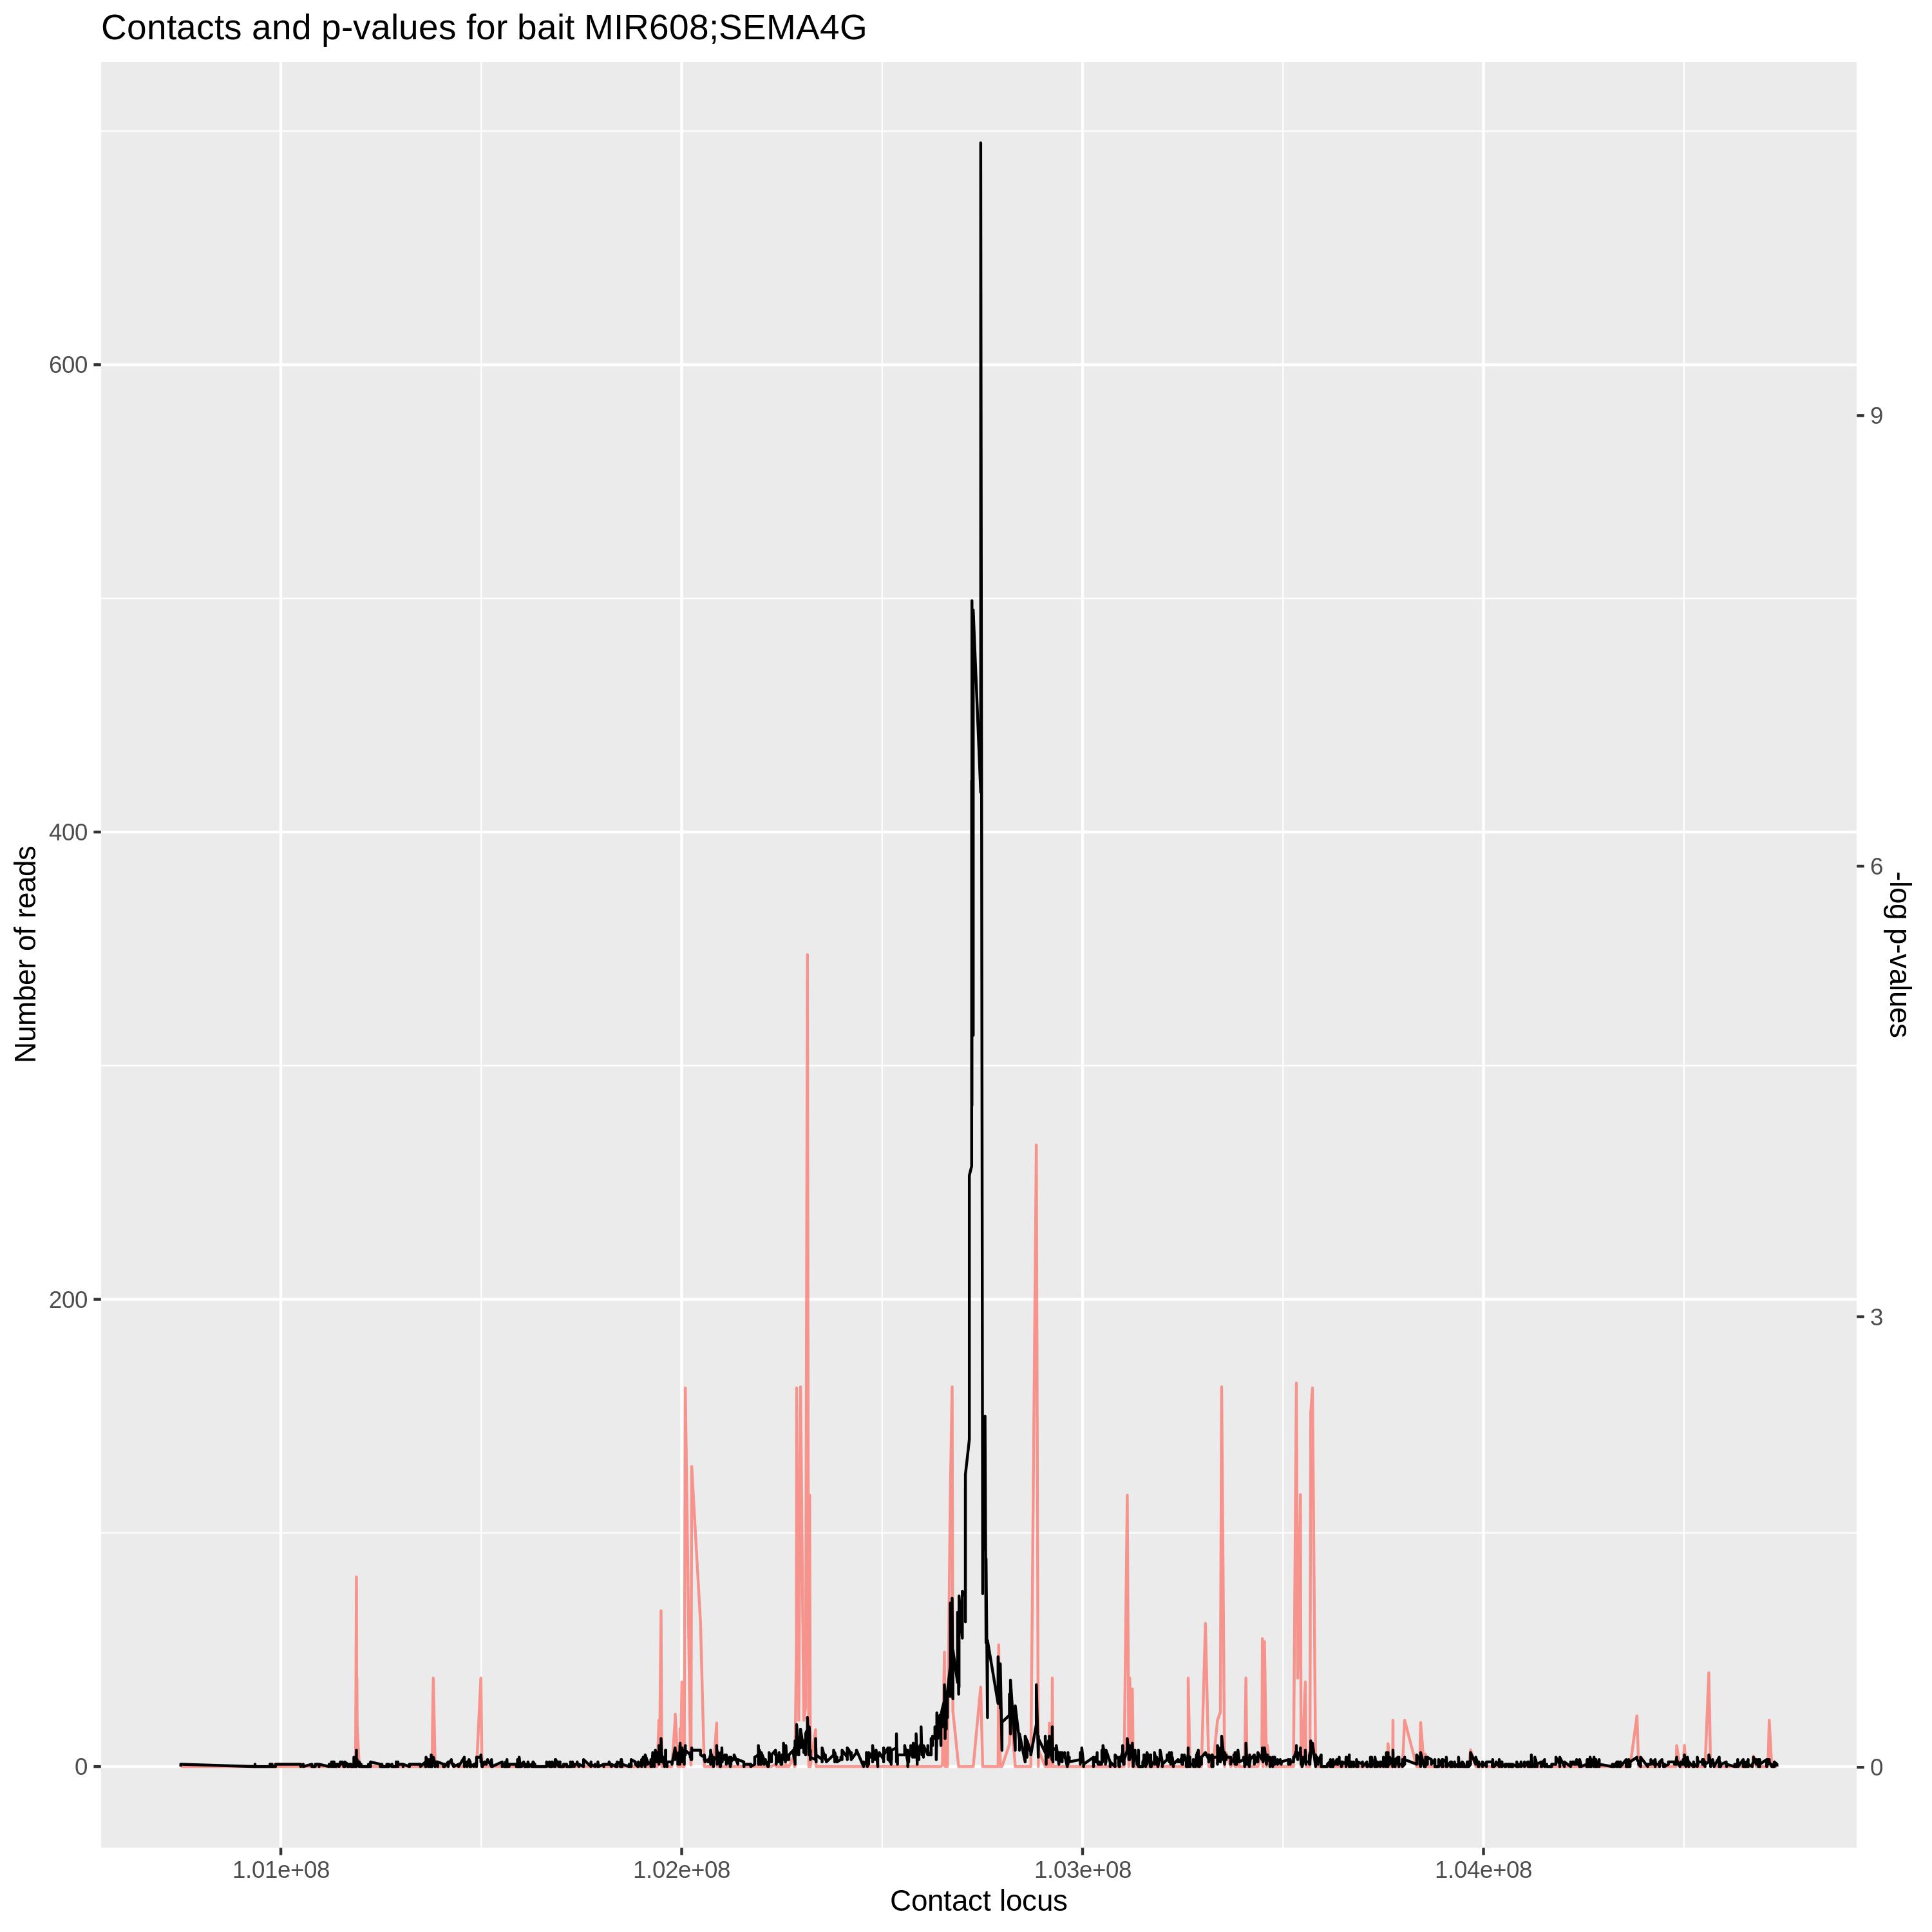 Contacts and p-values for bait MIR608;SEMA4G
Number of reads
600
400
200
0
9
6
3
0
-log p-values
1.01e+08
1.02e+08
1.03e+08
1.04e+08
Contact locus